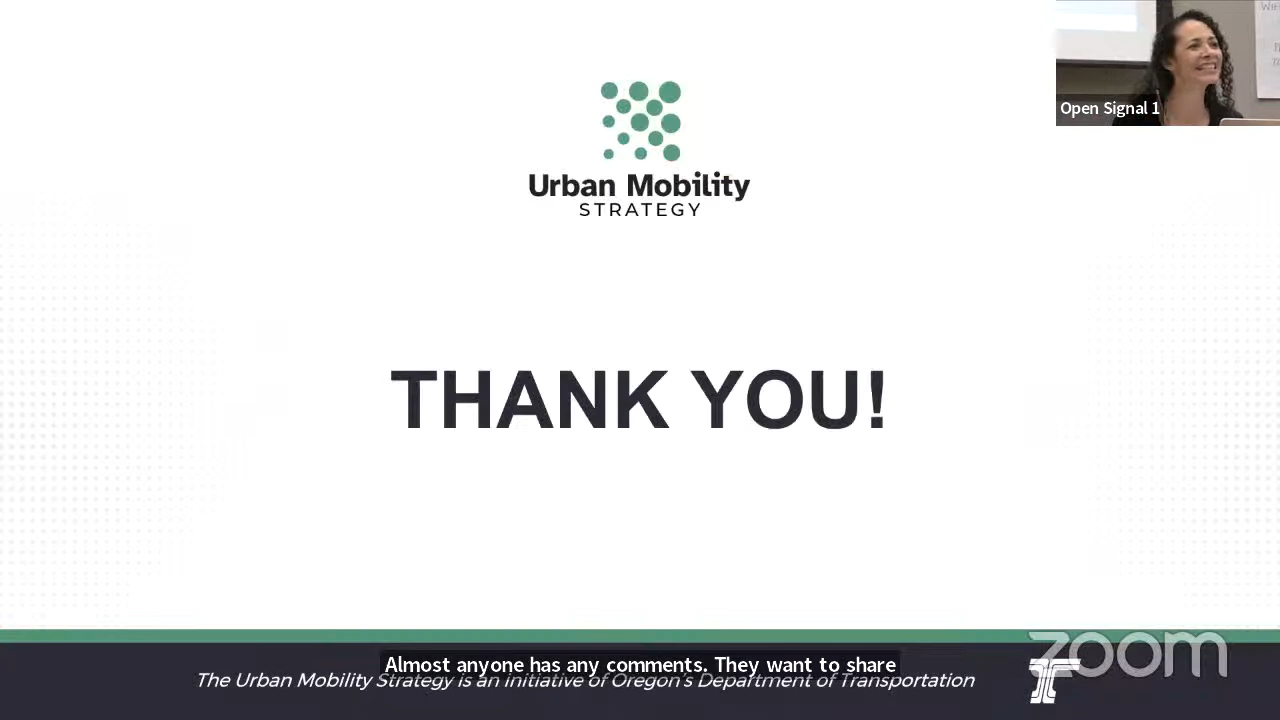 Open Signal 1
Urban Mobility
STRATEGY
THANK YOU!
Almost anyone has any comments. They want to share
The Urban Mobility Strategy is an initiative of Oregon's Department of Transportation
zoom